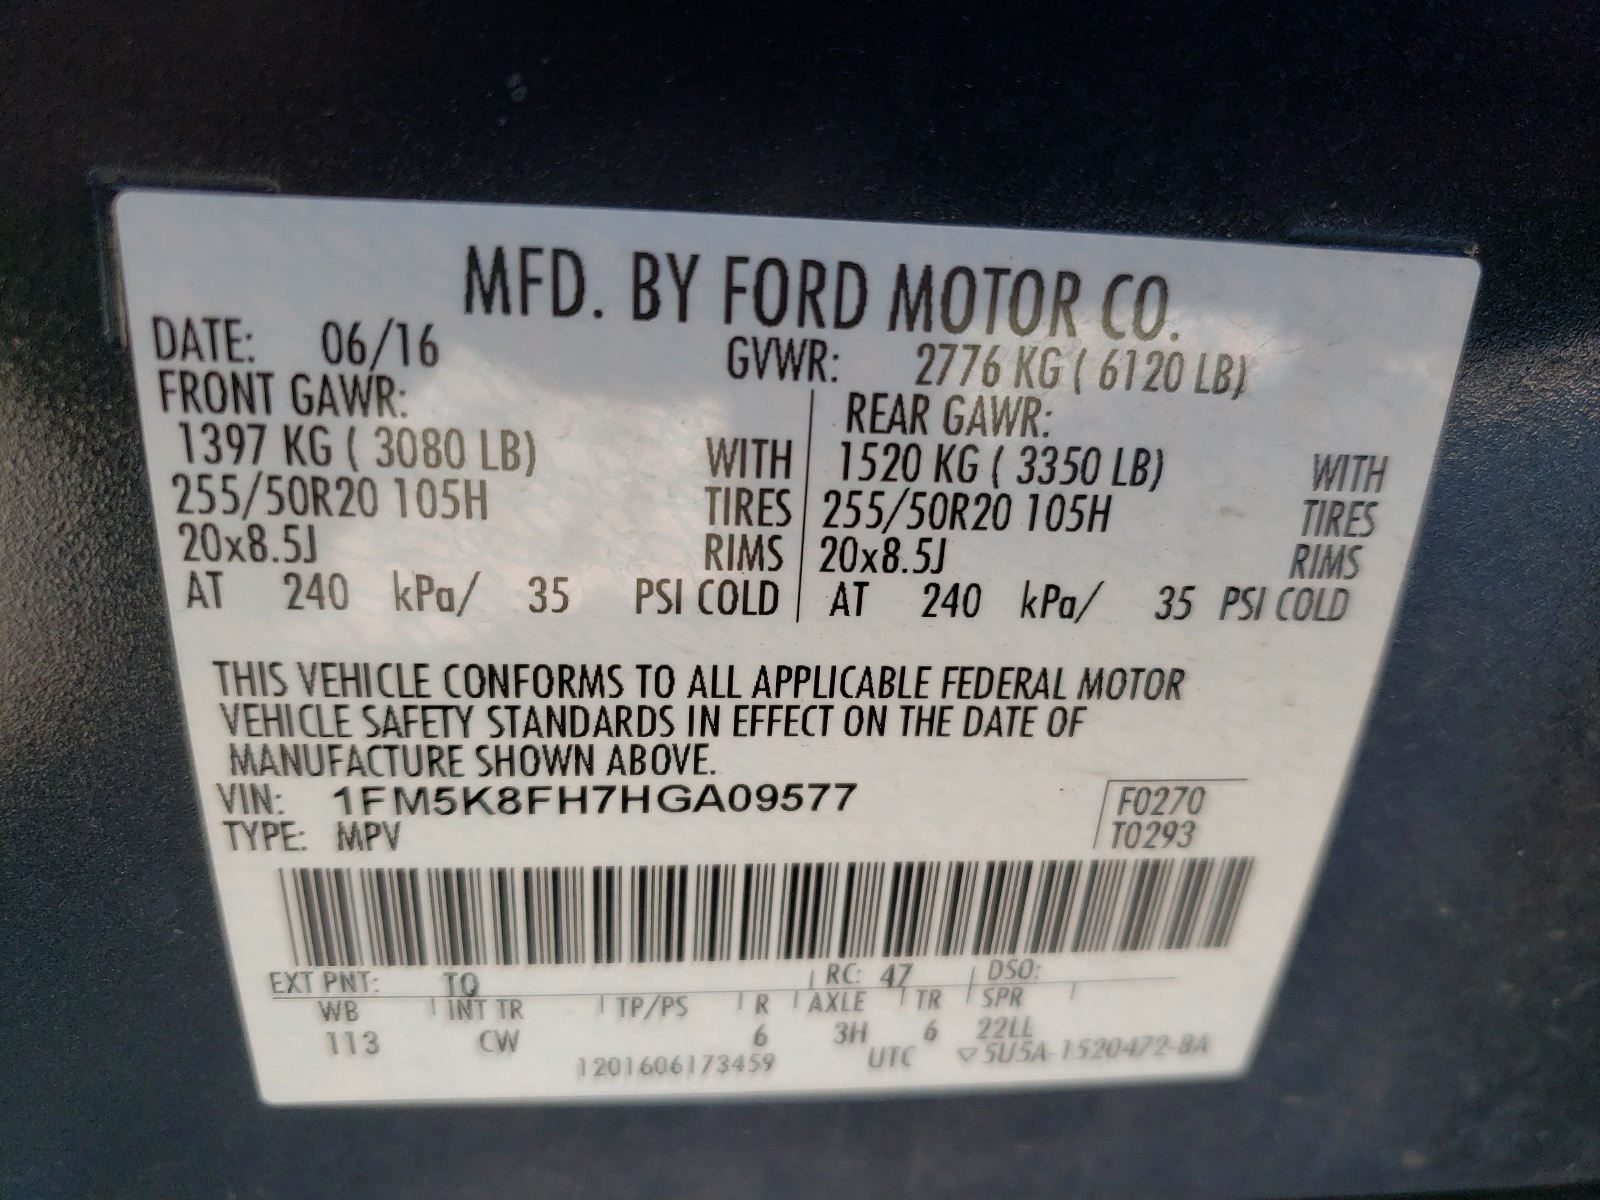 MFD. BY FORD MOTOR CO.
DATE: 06/16 GVWR: 2776 KG ( 6120 LB)
FRONT GAWR: REAR GAWR:
1397 KG ( 3080 LB) WITH 1520 KG ( 3350 LB) WITH
255/50R20 105H TIRES 255/50R20 105H TIRES
20x8.5J RIMS 20x8.5J RIMS
AT 240 kPa/ 35 PSI COLD AT 240 kPa/ 35 PSI COLD
THIS VEHICLE CONFORMS TO ALL APPLICABLE FEDERAL MOTOR
VEHICLE SAFETY STANDARDS IN EFFECT ON THE DATE OF
MANUFACTURE SHOWN ABOVE.
VIN: 1FM5K8FH7HGA09577 F0270
TYPE: MPV T0293
EXT PNT: TQ RC: 47 DSO:
WB INT TR TP/PS R AXLE TR SPR
113 CW 6 3H 6 22LL
1201606173459 UTC ▽5U5A-1520472-BA